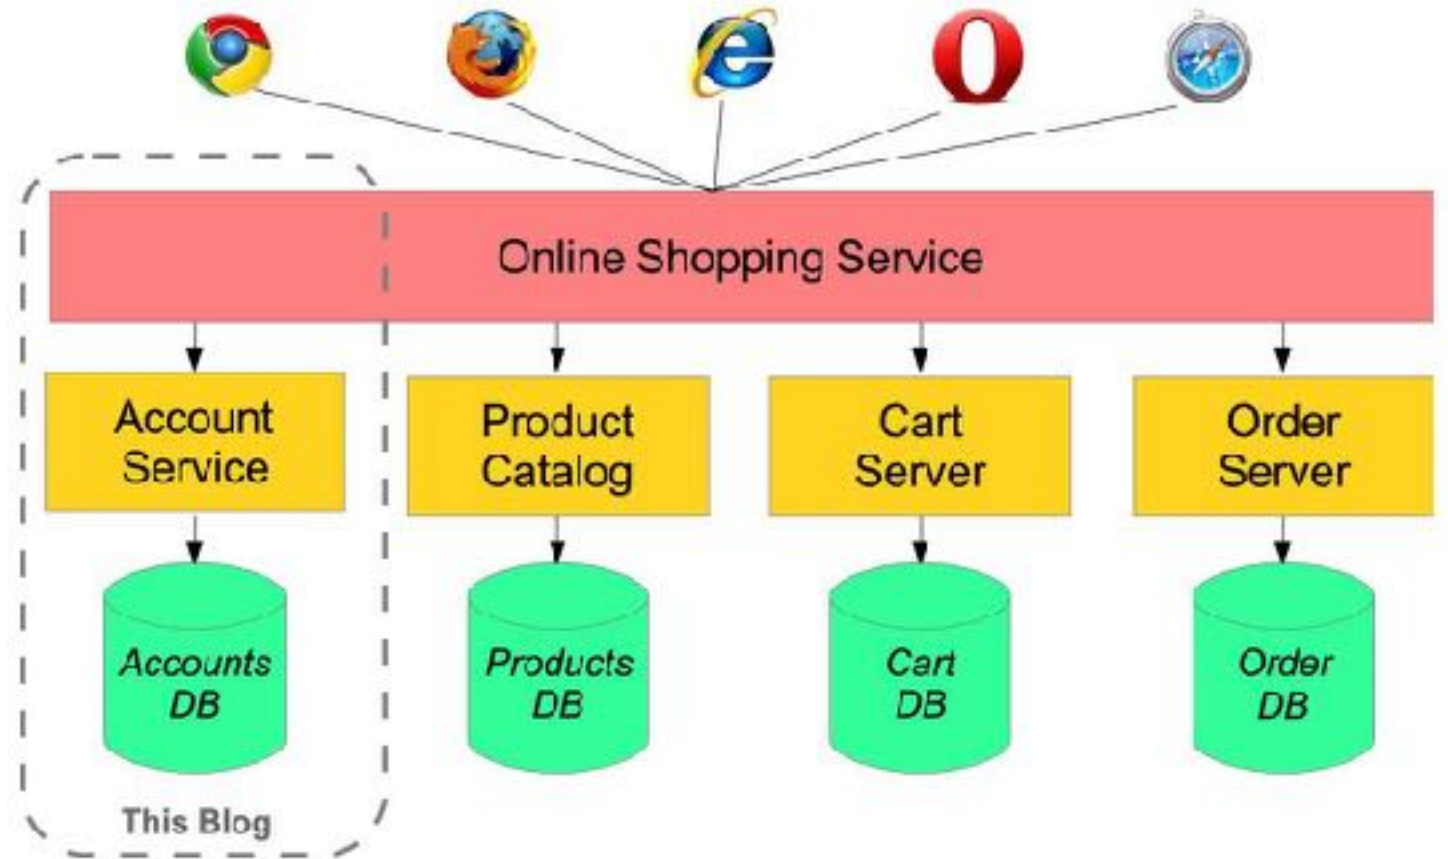 Online Shopping Service
Account
Service
Product
Catalog
Cart
Server
Order
Server
Accounts
DB
Products
DB
Cart
DB
Order
DB
This Blog